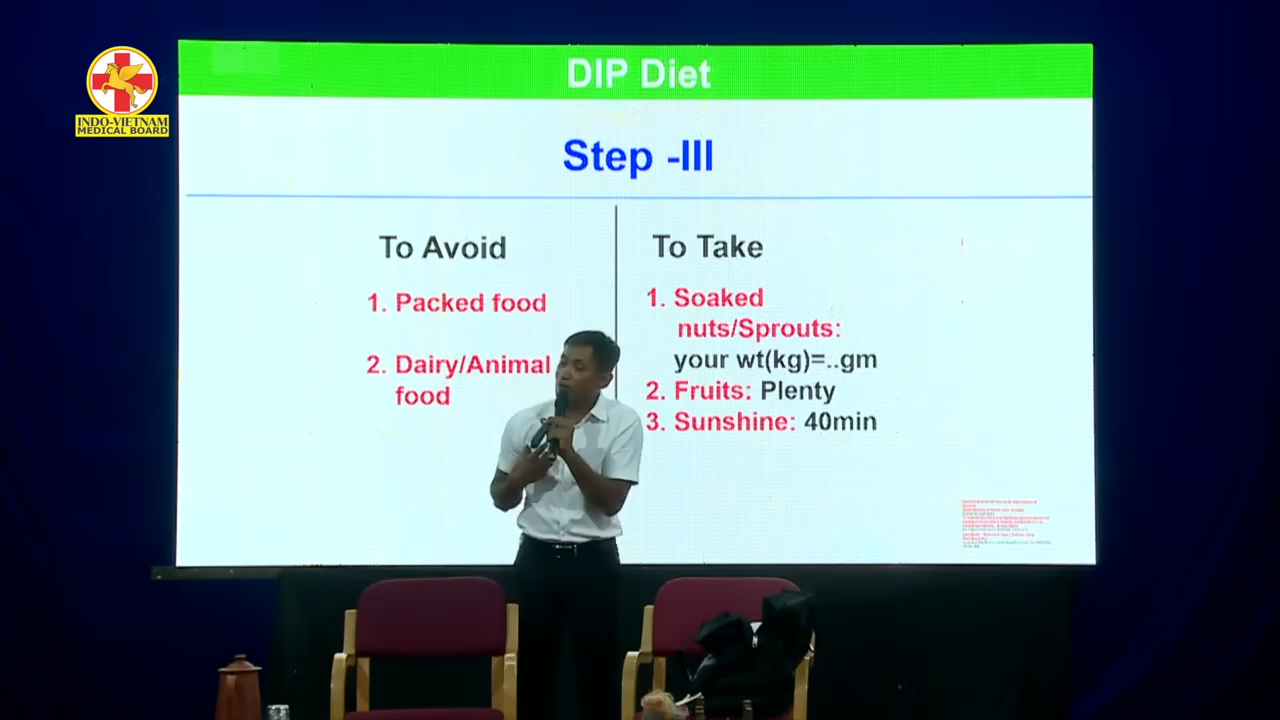 INDO-VIETNAM
MEDICAL BOARD
DIP Diet
Step -III
To Avoid
1. Packed food
2. Dairy/Animal
food
To Take
1. Soaked
nuts/Sprouts:
your wt(kg)=..gm
2. Fruits: Plenty
3. Sunshine: 40min